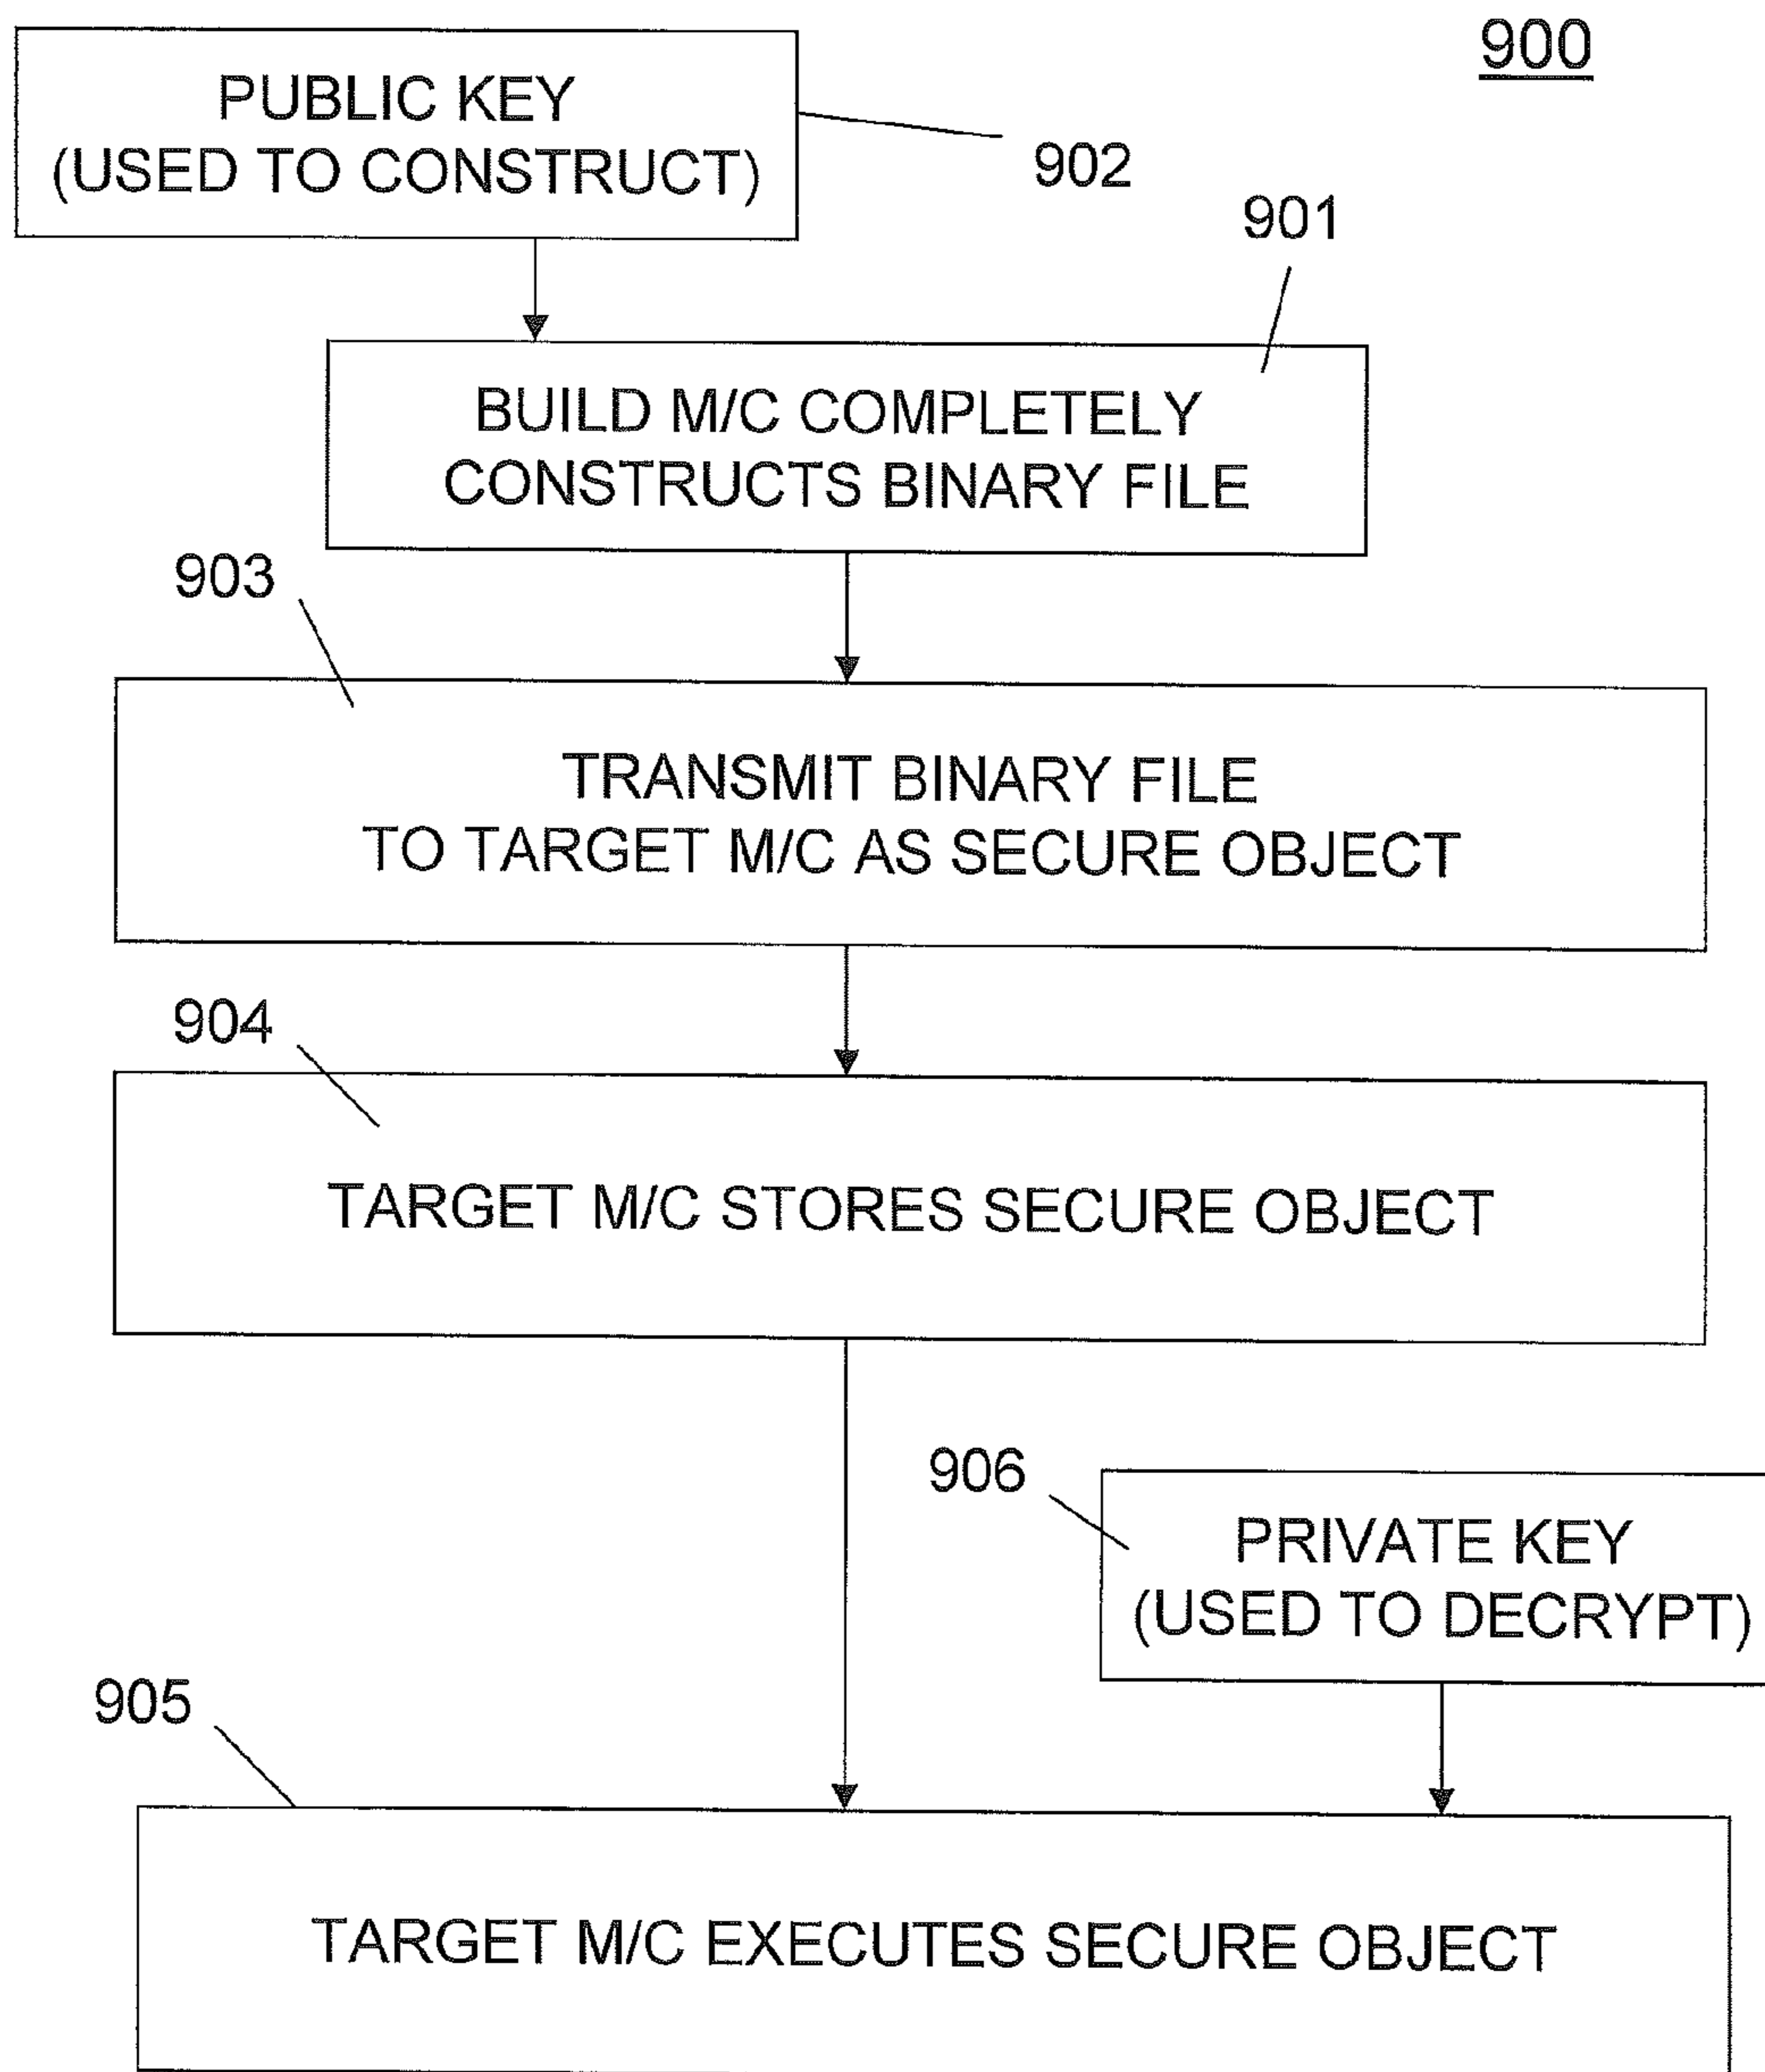 900
PUBLIC KEY
(USED TO CONSTRUCT)
902
901
BUILD M/C COMPLETELY
CONSTRUCTS BINARY FILE
903
TRANSMIT BINARY FILE
TO TARGET M/C AS SECURE OBJECT
904
TARGET M/C STORES SECURE OBJECT
906
PRIVATE KEY
(USED TO DECRYPT)
905
TARGET M/C EXECUTES SECURE OBJECT